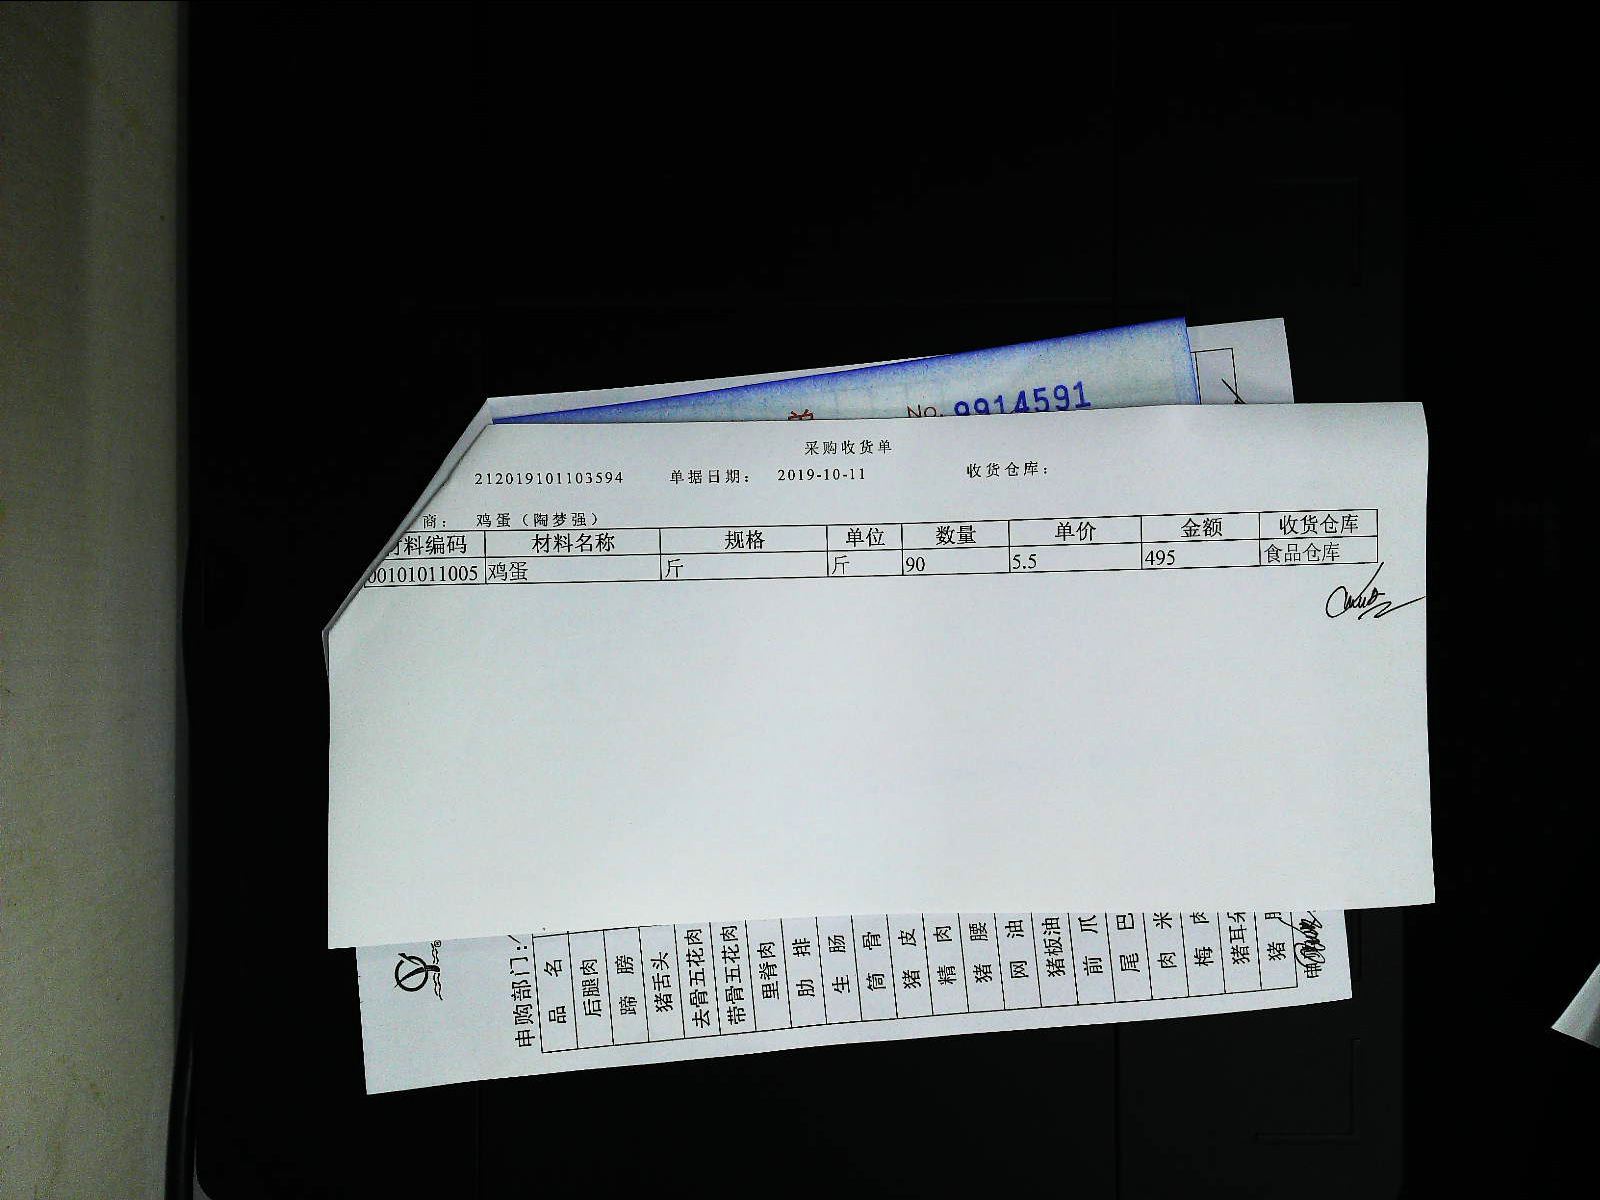 No. 9914591
采购收货单
212019101103594 单据日期： 2019-10-11 收货仓库：
商： 鸡蛋（陶梦强）
材料编码 材料名称 规格 单位 数量 单价 金额 收货仓库
00101011005 鸡蛋 斤 斤 90 5.5 495 食品仓库
申购部门：
品名
后腿肉
蹄膀
猪舌头
去骨五花肉
带骨五花肉
里脊肉
肋排
生肠
筒骨
猪皮
精肉
猪腰
网油
猪板油
前爪
尾巴
肉米
梅肉
猪耳朵
猪